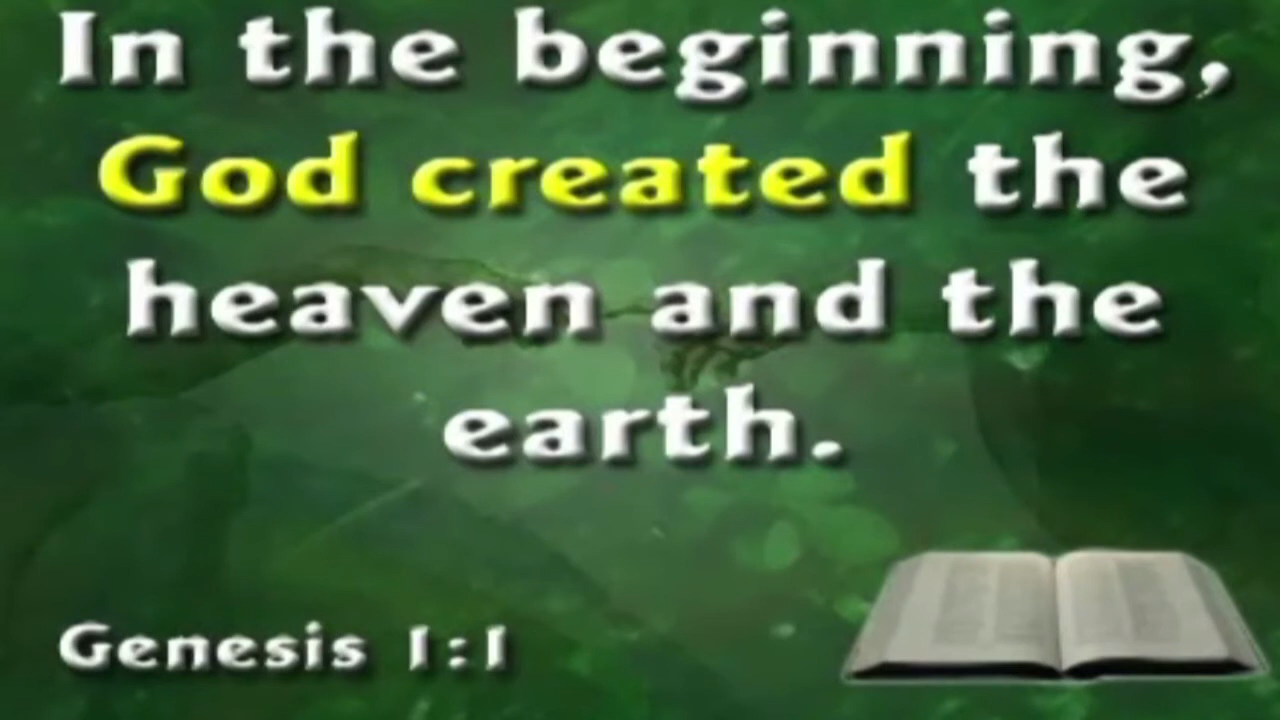 In the beginning,
God created the
heaven and the
earth.
Genesis 1:1